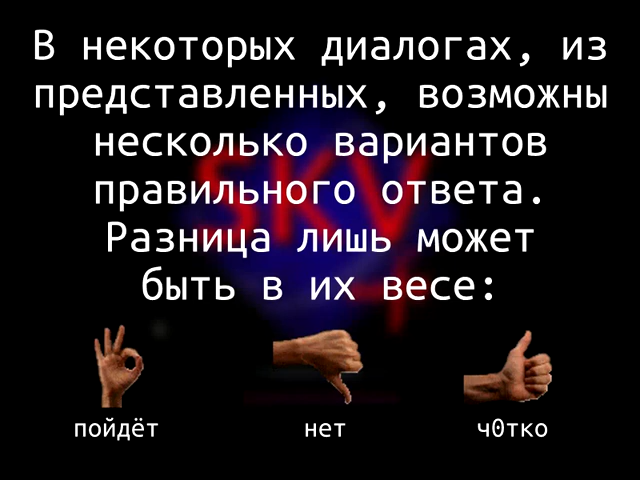 В некоторых диалогах, из
представленных, возможны
несколько вариантов
правильного ответа.
Разница лишь может
быть в их весе:
пойдёт нет ч0тко